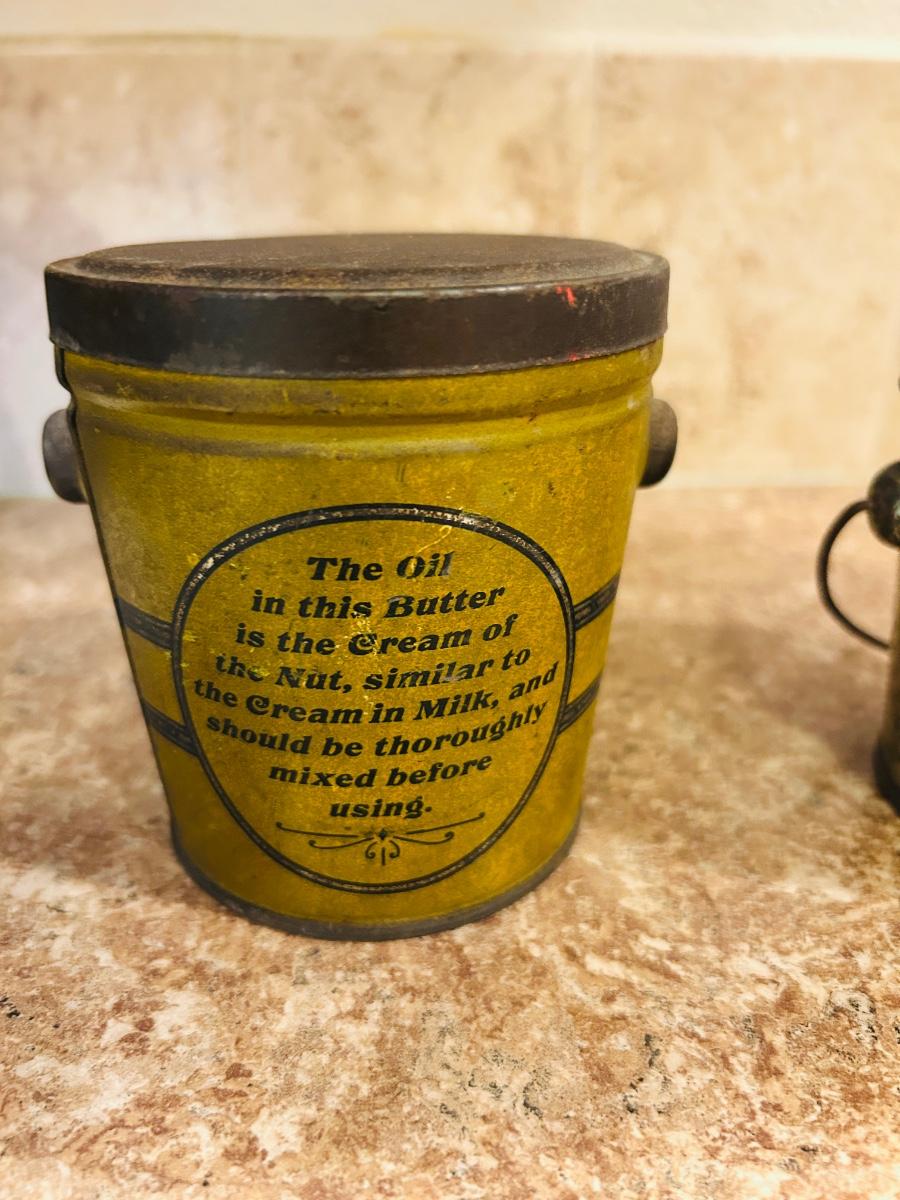 The Oil
in this Butter
is the Cream of
the Nut, similar to
the Cream in Milk, and
should be thoroughly
mixed before
using.